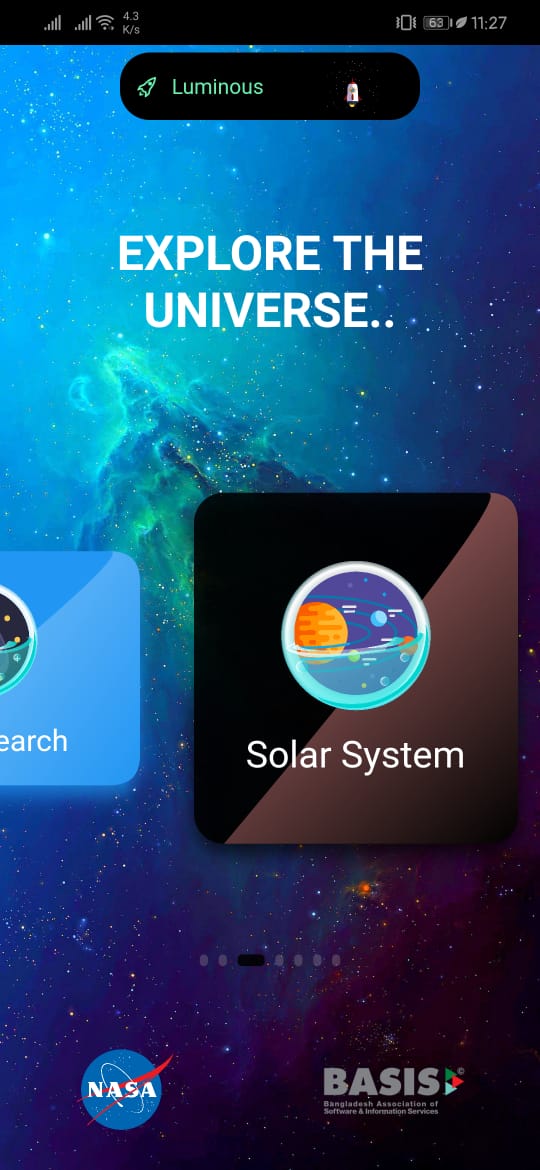 4.3
K/s
63
11:27
Luminous
EXPLORE THE
UNIVERSE..
earch
Solar System
NASA
BASIS©
Bangladesh Association of
Software & Information Services